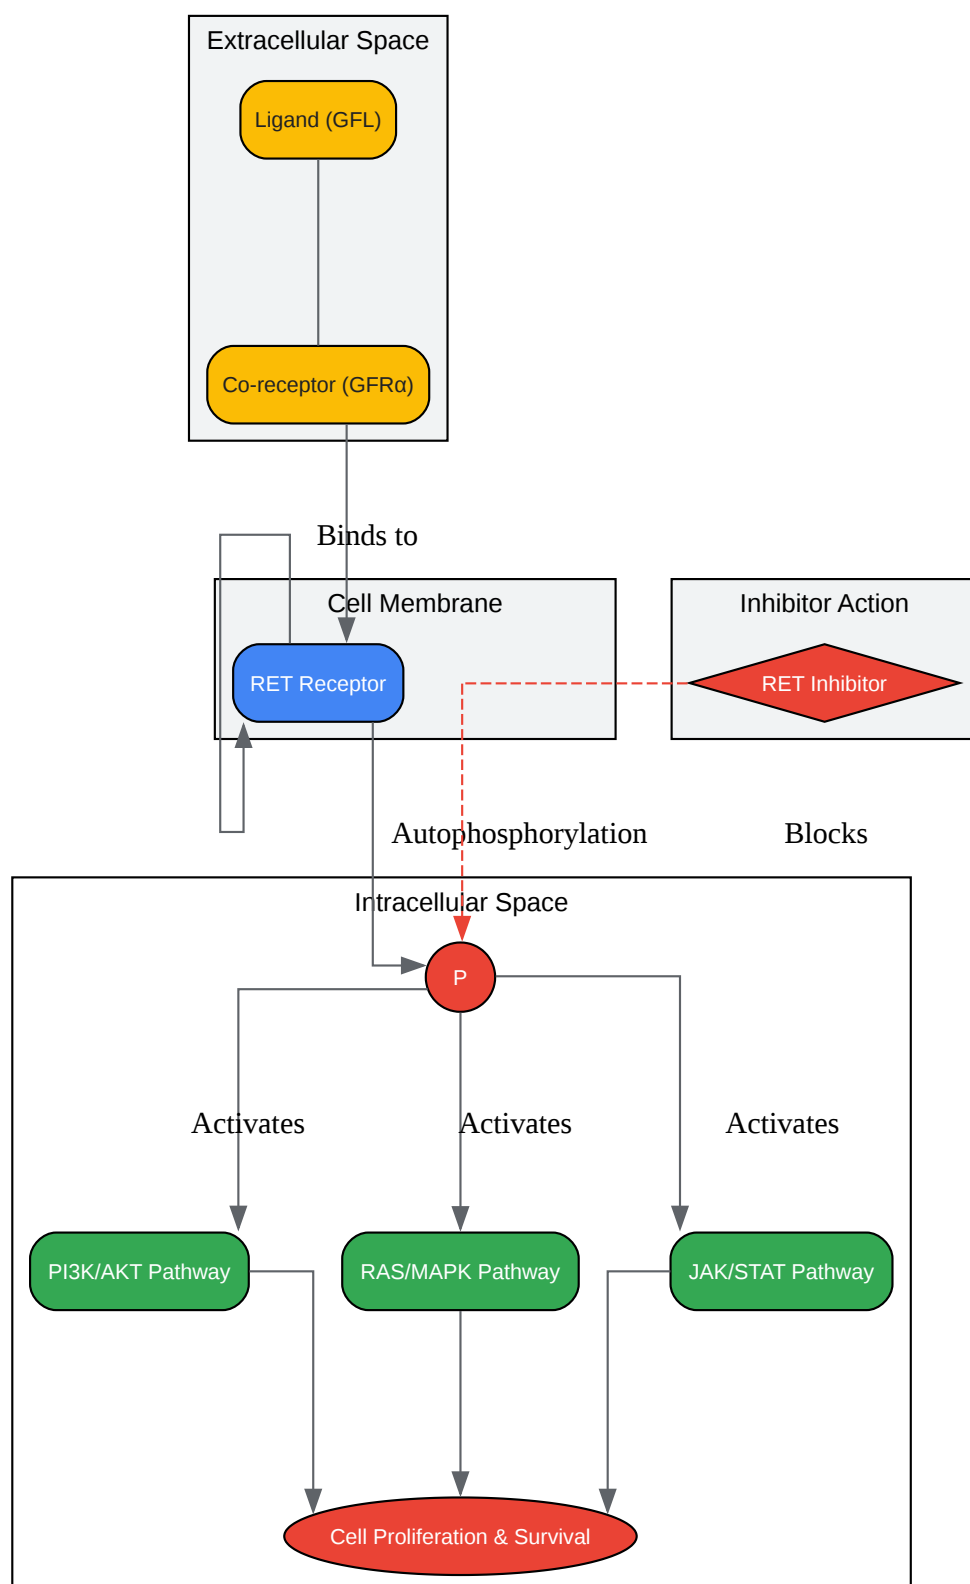 Extracellular Space
Ligand (GFL)
Co-receptor (GFRα)
Binds to
Cell Membrane
Inhibitor Action
RET Receptor
RET Inhibitor
Autophosphorylation
Blocks
Intracellular Space
P
Activates
Activates
Activates
PI3K/AKT Pathway
RAS/MAPK Pathway
JAK/STAT Pathway
Cell Proliferation & Survival